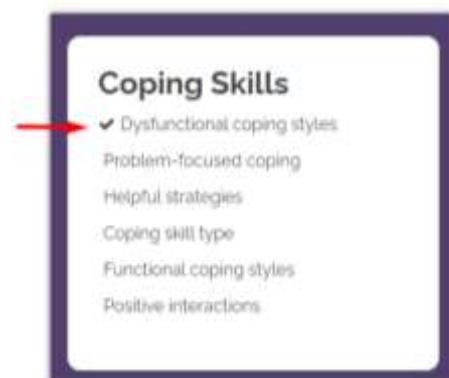 Coping Skills
✔ Dysfunctional coping styles
Problem-focused coping
Helpful strategies
Coping skill type
Functional coping styles
Positive interactions